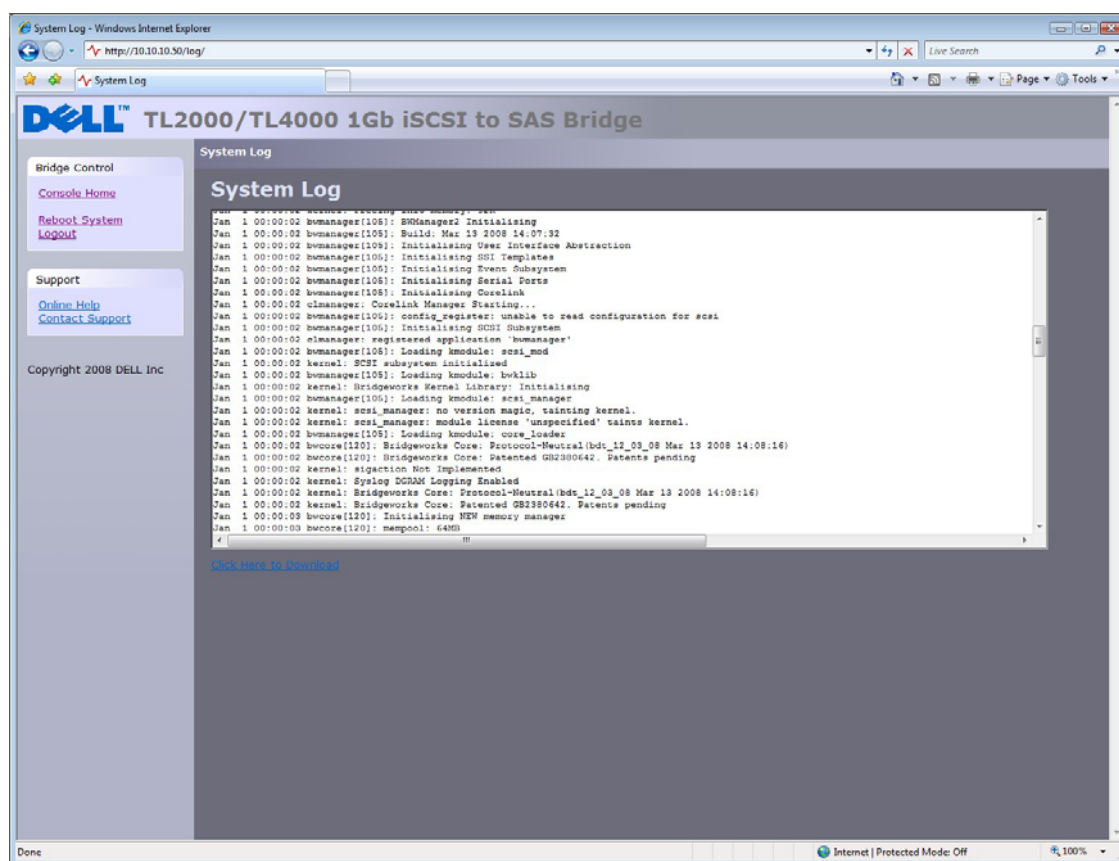 System Log - Windows Internet Explorer
http://10.10.10.50/log/
Live Search
System Log
Page
Tools
DELL™ TL2000/TL4000 1Gb iSCSI to SAS Bridge
System Log
Bridge Control
Console Home
Reboot System
Logout
Support
Online Help
Contact Support
Copyright 2008 DELL Inc
System Log
Jan 1 00:00:02 bwmanager[105]: BWManager2 Initialising
Jan 1 00:00:02 bwmanager[105]: Build: Mar 13 2008 14:07:32
Jan 1 00:00:02 bwmanager[105]: Initialising User Interface Abstraction
Jan 1 00:00:02 bwmanager[105]: Initialising SSI Templates
Jan 1 00:00:02 bwmanager[105]: Initialising Event Subsystem
Jan 1 00:00:02 bwmanager[105]: Initialising Serial Ports
Jan 1 00:00:02 bwmanager[105]: Initialising Corelink
Jan 1 00:00:02 clmanager: Corelink Manager Starting...
Jan 1 00:00:02 bwmanager[105]: config_register: unable to read configuration for scsi
Jan 1 00:00:02 bwmanager[105]: Initialising SCSI Subsystem
Jan 1 00:00:02 clmanager: registered application 'bwmanager'
Jan 1 00:00:02 bwmanager[105]: Loading kmodule: scsi_mod
Jan 1 00:00:02 kernel: SCSI subsystem initialized
Jan 1 00:00:02 bwmanager[105]: Loading kmodule: bwklib
Jan 1 00:00:02 kernel: Bridgeworks Kernel Library: Initialising
Jan 1 00:00:02 bwmanager[105]: Loading kmodule: scsi_manager
Jan 1 00:00:02 kernel: scsi_manager: no version magic, tainting kernel.
Jan 1 00:00:02 kernel: scsi_manager: module license 'unspecified' taints kernel.
Jan 1 00:00:02 bwmanager[105]: Loading kmodule: core_loader
Jan 1 00:00:02 bwcore[120]: Bridgeworks Core: Protocol-Neutral(bdt_12_03_08 Mar 13 2008 14:08:16)
Jan 1 00:00:02 bwcore[120]: Bridgeworks Core: Patented GB2380642. Patents pending
Jan 1 00:00:02 kernel: sigaction Not Implemented
Jan 1 00:00:02 kernel: Syslog DGRAM Logging Enabled
Jan 1 00:00:02 kernel: Bridgeworks Core: Protocol-Neutral(bdt_12_03_08 Mar 13 2008 14:08:16)
Jan 1 00:00:02 kernel: Bridgeworks Core: Patented GB2380642. Patents pending
Jan 1 00:00:03 bwcore[120]: Initialising NEW memory manager
Jan 1 00:00:03 bwcore[120]: mempool: 64MB
Click Here to Download
Done
Internet | Protected Mode: Off
100%